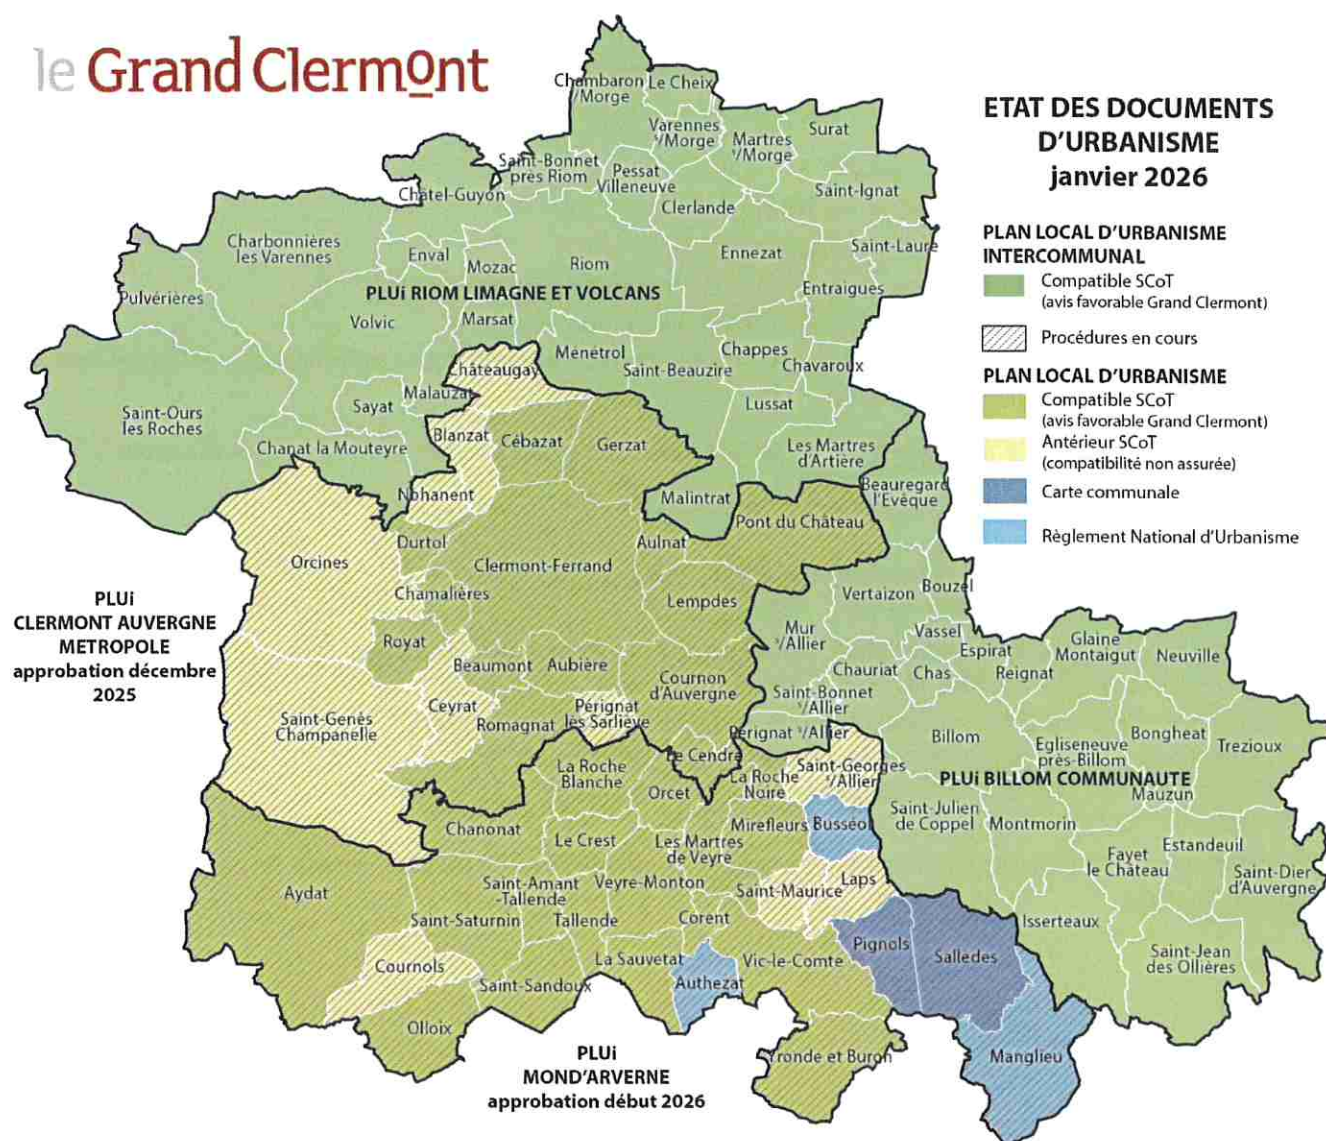 le Grand Clermont
ETAT DES DOCUMENTS
D'URBANISME
janvier 2026
PLAN LOCAL D'URBANISME
INTERCOMMUNAL
Compatible SCoT
(avis favorable Grand Clermont)
Procédures en cours
PLAN LOCAL D'URBANISME
Compatible SCoT
(avis favorable Grand Clermont)
Antérieur SCoT
(compatibilité non assurée)
Carte communale
Règlement National d'Urbanisme
Chambaron
s/Morge
Le Cheix
Varennes
s/Morge
Martres
s/Morge
Surat
Saint-Bonnet
près Riom
Pessat
Villeneuve
Châtel-Guyon
Clerlande
Saint-Ignat
Charbonnières
les Varennes
Enval
Mozac
Riom
Ennezat
Saint-Laure
Pulvérières
Entraigues
PLUi RIOM LIMAGNE ET VOLCANS
Volvic
Marsat
Ménétrol
Saint-Beauzire
Chappes
Chavaroux
Châteaugay
Malauzat
Sayat
Lussat
Saint-Ours
les Roches
Chanat la Mouteyre
Blanzat
Cébazat
Gerzat
Les Martres
d'Artière
Nohanent
Malintrat
Beauregard
l'Evêque
Pont du Château
Durtol
Aulnat
Orcines
Clermont-Ferrand
Chamalières
Lempdes
Vertaizon
Bouzel
PLUi
CLERMONT AUVERGNE
METROPOLE
approbation décembre
2025
Royat
Beaumont
Aubière
Mur
s/Allier
Vassel
Espirat
Glaine
Montaigut
Neuville
Chauriat
Chas
Reignat
Cournon
d'Auvergne
Saint-Bonnet
s/Allier
Ceyrat
Romagnat
Pérignat
lès Sarliève
Saint-Genès
Champanelle
Pérignat s/Allier
Billom
Egliseneuve
près-Billom
Bongheat
Trezioux
Le Cendre
La Roche
Blanche
Orcet
La Roche
Noire
Saint-Georges
s/Allier
PLUi BILLOM COMMUNAUTE
Mauzun
Chanonat
Le Crest
Les Martres
de Veyre
Mirefleurs
Busséol
Saint-Julien
de Coppel
Montmorin
Estandeuil
Fayet
le Château
Saint-Dier
d'Auvergne
Aydat
Saint-Amant
-Tallende
Veyre-Monton
Saint-Maurice
Laps
Saint-Saturnin
Tallende
Corent
Isserteaux
Cournols
La Sauvetat
Vic-le-Comte
Pignols
Salledes
Saint-Jean
des Ollières
Saint-Sandoux
Authezat
Olloix
PLUi
MOND'ARVERNE
approbation début 2026
Yronde et Buron
Manglieu